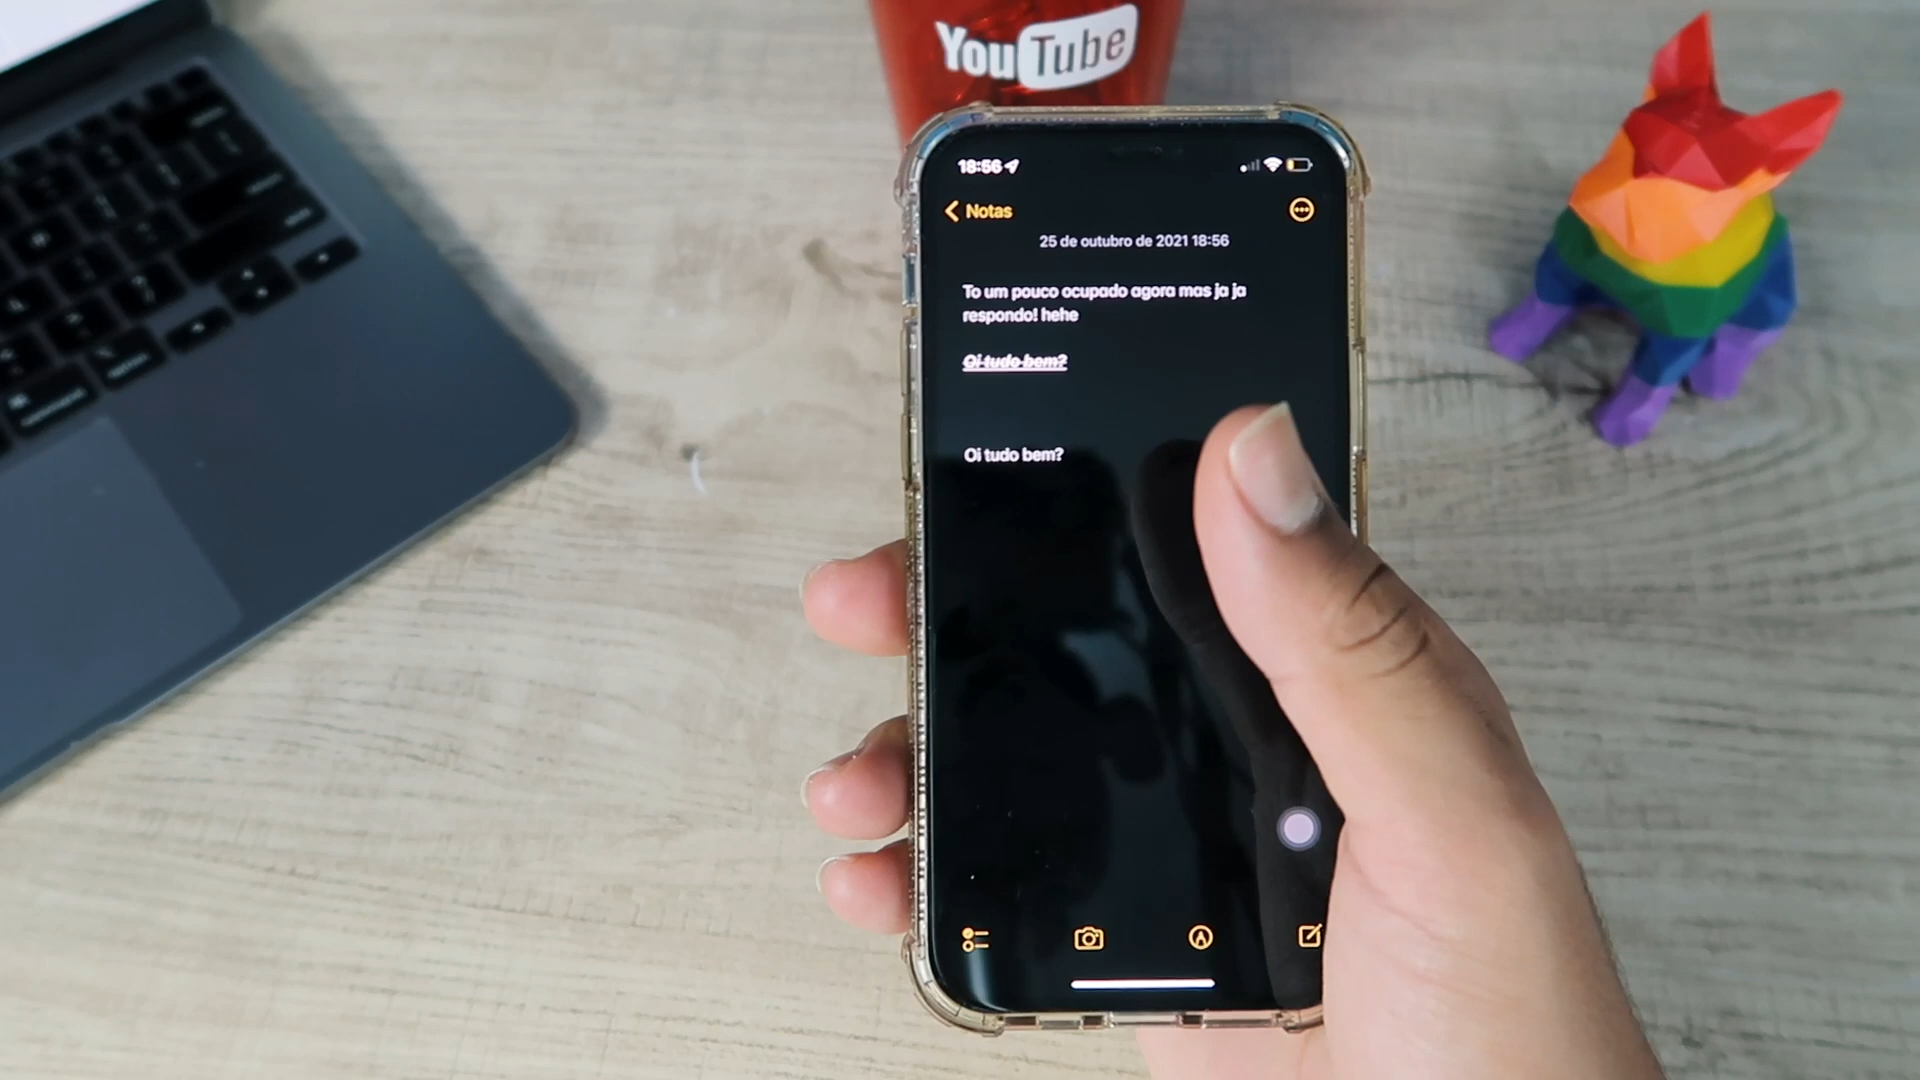 YouTube
18:56
Notas
25 de outubro de 2021 18:56
To um pouco ocupado agora mas ja ja
respondo! hehe
Oi tudo bem?
Oi tudo bem?